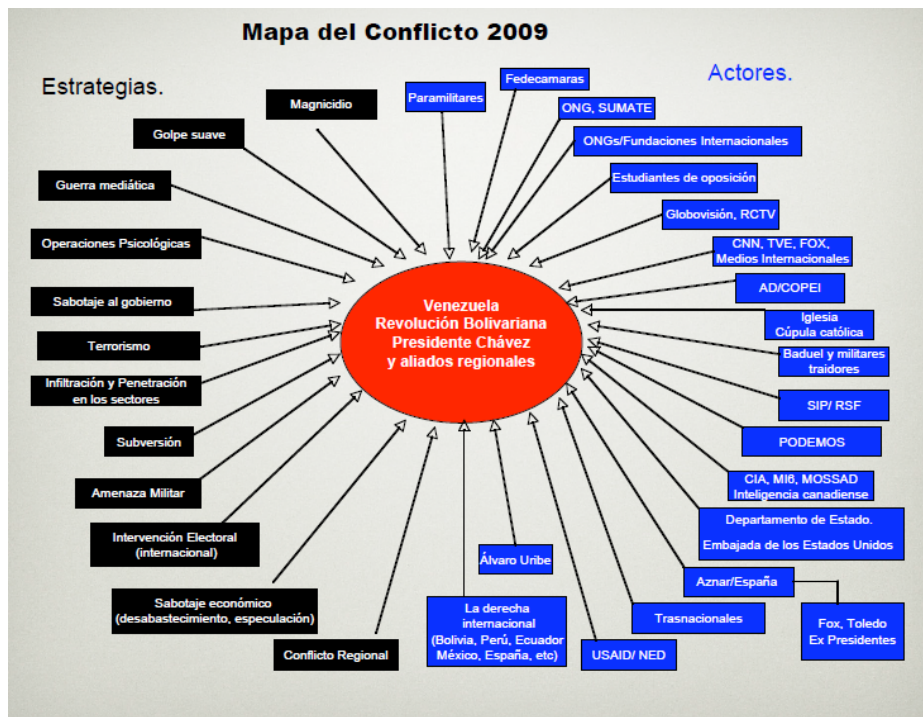 Mapa del Conflicto 2009
Estrategias.
Actores.
Magnicidio
Golpe suave
Guerra mediática
Operaciones Psicológicas
Sabotaje al gobierno
Terrorismo
Infiltración y Penetración
en los sectores
Subversión
Amenaza Militar
Intervención Electoral
(internacional)
Sabotaje económico
(desabastecimiento, especulación)
Conflicto Regional
Venezuela
Revolución Bolivariana
Presidente Chávez
y aliados regionales
Paramilitares
Fedecamaras
ONG, SUMATE
ONGs/Fundaciones Internacionales
Estudiantes de oposición
Globovisión, RCTV
CNN, TVE, FOX,
Medios Internacionales
AD/COPEI
Iglesia
Cúpula católica
Baduel y militares
traidores
SIP/ RSF
PODEMOS
CIA, MI6, MOSSAD
Inteligencia canadiense
Departamento de Estado.
Embajada de los Estados Unidos
Aznar/España
Fox, Toledo
Ex Presidentes
Trasnacionales
USAID/ NED
Álvaro Uribe
La derecha
internacional
(Bolivia, Perú, Ecuador
México, España, etc)